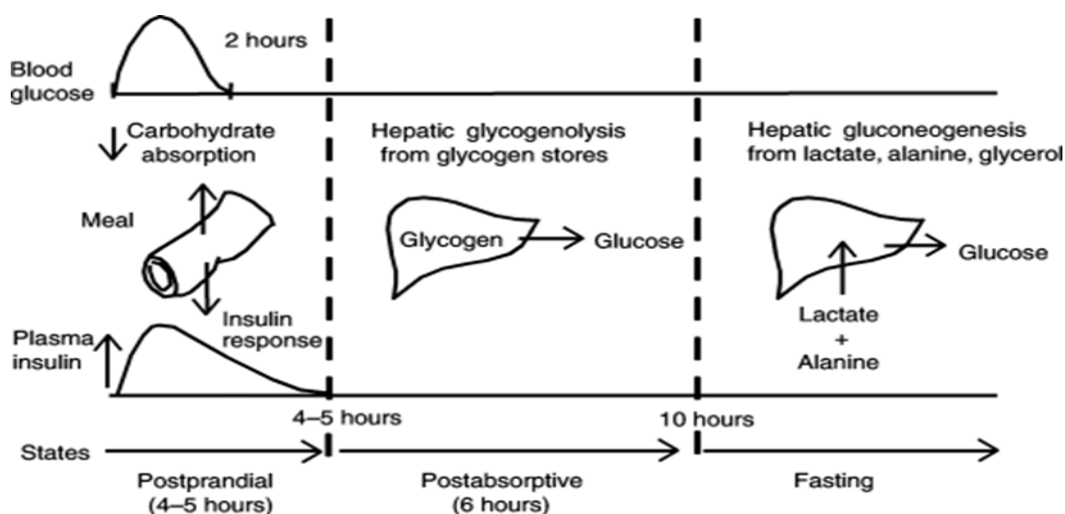 2 hours
Blood
glucose
Carbohydrate
absorption
Hepatic glycogenolysis
from glycogen stores
Hepatic gluconeogenesis
from lactate, alanine, glycerol
Meal
Glycogen
Glucose
Glucose
Insulin
response
Lactate
+
Alanine
Plasma
insulin
4–5 hours
10 hours
States
Postprandial
(4–5 hours)
Postabsorptive
(6 hours)
Fasting